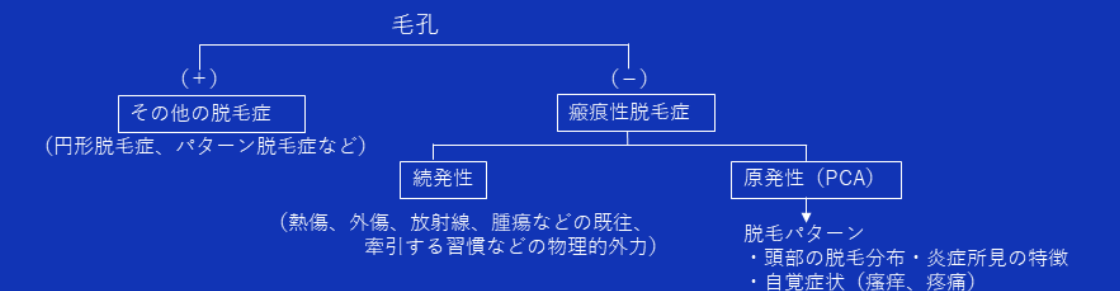 毛孔
（＋）
（－）
その他の脱毛症
瘢痕性脱毛症
（円形脱毛症、パターン脱毛症など）
続発性
原発性（PCA）
（熱傷、外傷、放射線、腫瘍などの既往、
牽引する習慣などの物理的外力）
脱毛パターン
・頭部の脱毛分布・炎症所見の特徴
・自覚症状（瘙痒、疼痛）